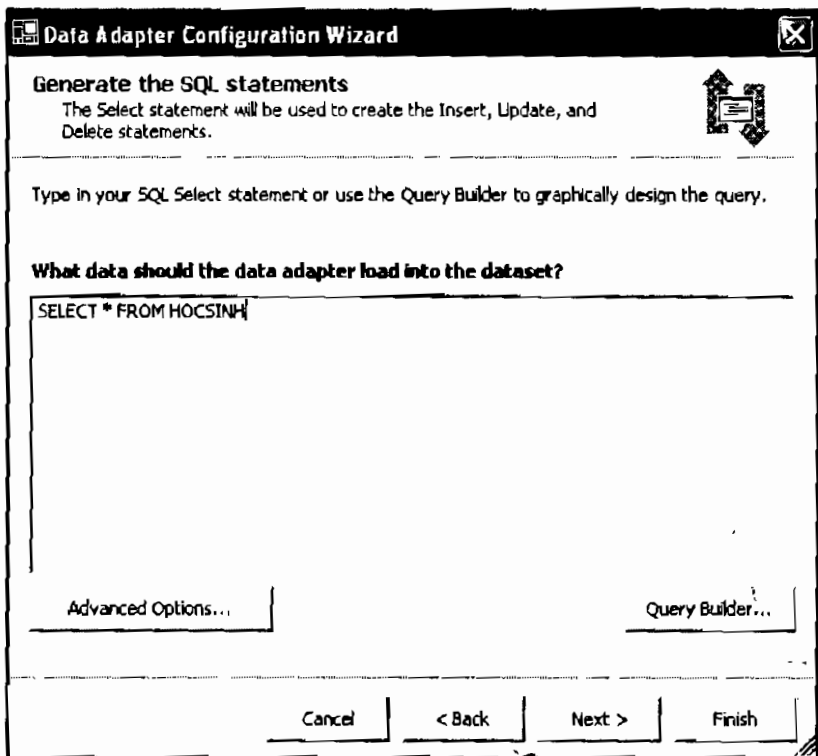 Data Adapter Configuration Wizard
Generate the SQL statements
The Select statement will be used to create the Insert, Update, and
Delete statements.
Type in your SQL Select statement or use the Query Builder to graphically design the query.
What data should the data adapter load into the dataset?
SELECT * FROM HOCSINH
Advanced Options... Query Builder...
Cancel < Back Next > Finish